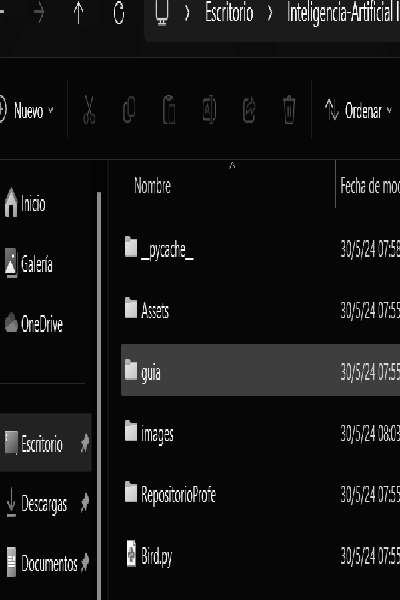 Escritorio > Inteligencia-Artificial I
Nuevo
Ordenar
Nombre
Fecha de mod
Inicio
Galería
OneDrive
Escritorio
Descargas
Documentos
__pycache__
30/5/24 07:58
Assets
30/5/24 07:55
guia
30/5/24 07:55
images
30/5/24 08:03
RepositorioProfe
30/5/24 07:55
Bird.py
30/5/24 07:55